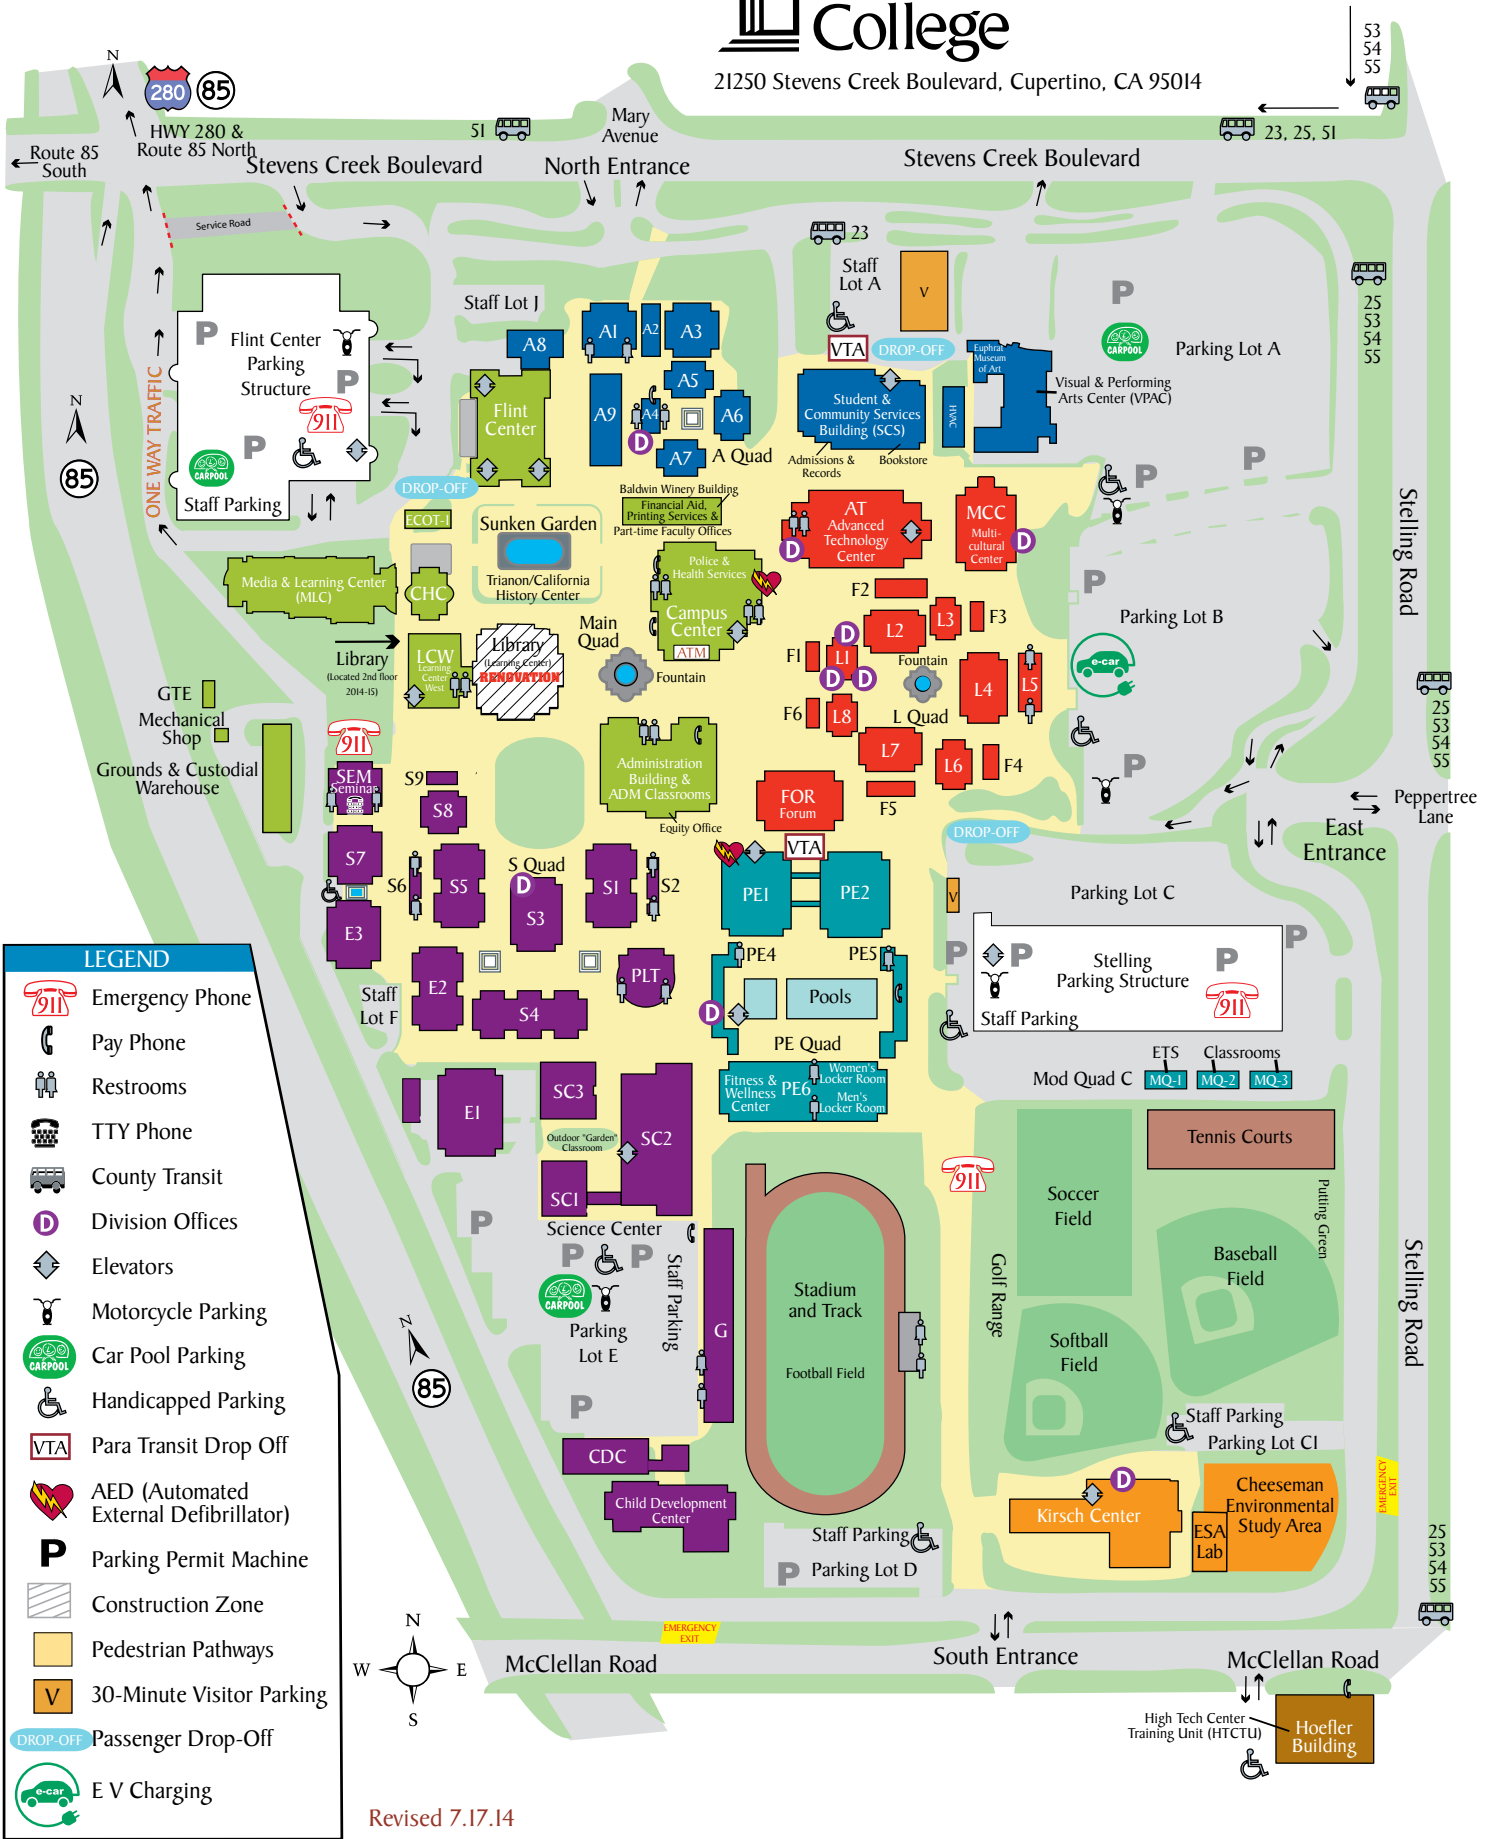 College
21250 Stevens Creek Boulevard, Cupertino, CA 95014
53
54
55
N
280
85
HWY 280 &
Route 85 North
Route 85
South
Stevens Creek Boulevard
51
Mary
Avenue
North Entrance
Stevens Creek Boulevard
23, 25, 51
Service Road
23
Staff
Lot A
V
VTA
DROP-OFF
P
CARPOOL
Parking Lot A
25
53
54
55
Staff Lot J
P
Flint Center
Parking
Structure
P
911
P
CARPOOL
Staff Parking
ONE WAY TRAFFIC
N
85
A1
A2
A3
A8
A5
A9
A4
A6
D
A7
A Quad
Flint
Center
DROP-OFF
Euphrat
Museum
of Art
Visual & Performing
Arts Center (VPAC)
HVAC
Student &
Community Services
Building (SCS)
Admissions &
Records
Bookstore
P
P
Baldwin Winery Building
Financial Aid,
Printing Services &
Part-time Faculty Offices
ECOT-1
Sunken Garden
Trianon/California
History Center
Media & Learning Center
(MLC)
CHC
AT
Advanced
Technology
Center
D
MCC
Multi-
cultural
Center
D
Police &
Health Services
Campus
Center
ATM
F2
L3
F3
L2
D
F1
L1
D
D
Fountain
L4
L5
F6
L8
L Quad
L7
L6
F4
F5
P
Parking Lot B
e-car
P
Stelling Road
Main
Quad
Fountain
Library
(Located 2nd floor
2014-15)
LCW
Learning
Center
West
Library
(Learning Center)
RENOVATION
GTE
Mechanical
Shop
Grounds & Custodial
Warehouse
911
SEM
Seminar
S9
S8
Administration
Building &
ADM Classrooms
Equity Office
FOR
Forum
VTA
DROP-OFF
25
53
54
55
Peppertree
Lane
East
Entrance
S7
S6
S5
S Quad
D
S3
S1
S2
E3
PE1
PE2
V
Parking Lot C
P
P
Stelling
Parking Structure
P
911
P
Staff Parking
PE4
PE5
Pools
D
PE Quad
PLT
E2
S4
Staff
Lot F
ETS
Classrooms
Mod Quad C
MQ-1
MQ-2
MQ-3
Fitness &
Wellness
Center
PE6
Women's
Locker Room
Men's
Locker Room
E1
SC3
SC2
Outdoor "Garden"
Classroom
SC1
Science Center
P
P
P
CARPOOL
Parking
Lot E
Staff Parking
P
G
N
85
Stadium
and Track
Football Field
911
Golf Range
Soccer
Field
Tennis Courts
Putting Green
Baseball
Field
Softball
Field
Stelling Road
Staff Parking
Parking Lot C1
CDC
Child Development
Center
Staff Parking
P
Parking Lot D
D
Kirsch Center
ESA
Lab
Cheeseman
Environmental
Study Area
EMERGENCY
EXIT
25
53
54
55
EMERGENCY
EXIT
South Entrance
McClellan Road
McClellan Road
High Tech Center
Training Unit (HTCTU)
Hoefler
Building
N
W
E
S
LEGEND
911
Emergency Phone
Pay Phone
Restrooms
TTY Phone
County Transit
D
Division Offices
Elevators
Motorcycle Parking
CARPOOL
Car Pool Parking
Handicapped Parking
VTA
Para Transit Drop Off
AED (Automated
External Defibrillator)
P
Parking Permit Machine
Construction Zone
Pedestrian Pathways
V
30-Minute Visitor Parking
DROP-OFF
Passenger Drop-Off
e-car
E V Charging
Revised 7.17.14